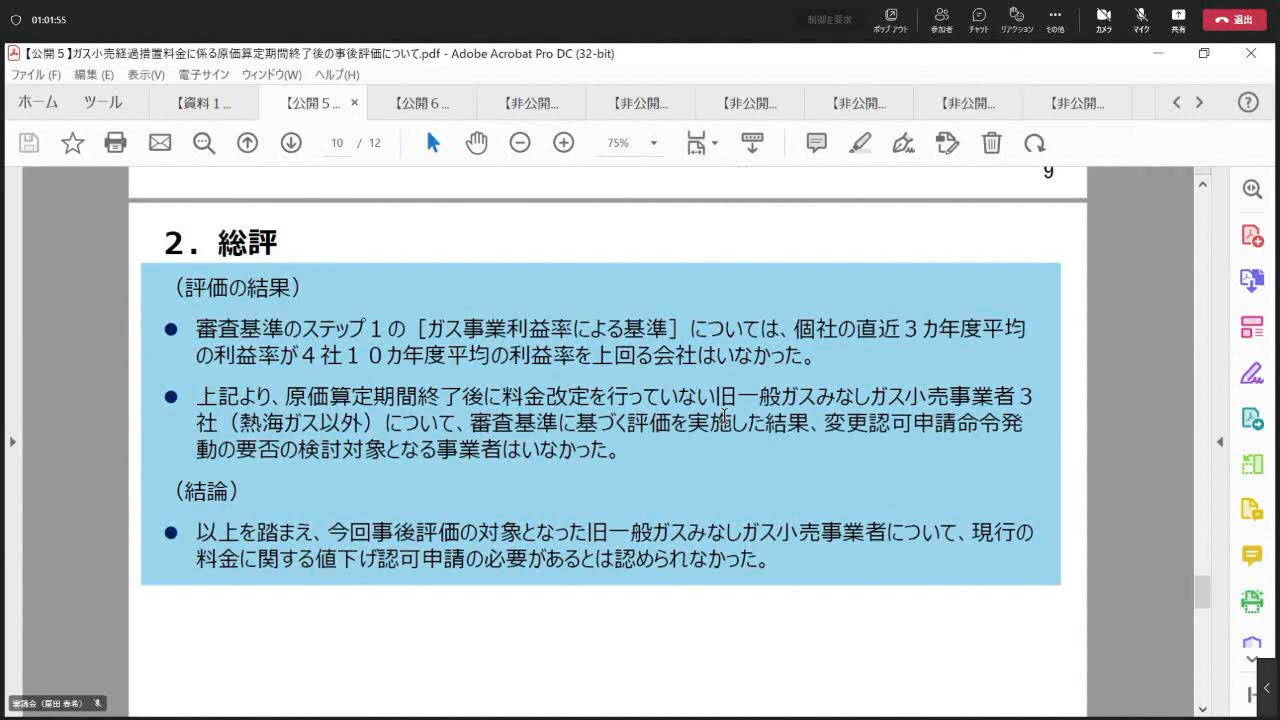 01:01:55
制御を要求
ポップ アウト
参加者
チャット
リアクション
その他
カメラ
マイク
共有
退出
【公開５】ガス小売経過措置料金に係る原価算定期間終了後の事後評価について.pdf - Adobe Acrobat Pro DC (32-bit)
ファイル (F) 編集 (E) 表示(V) 電子サイン ウィンドウ(W) ヘルプ(H)
ホーム ツール 【資料１... 【公開５... × 【公開６... 【非公開... 【非公開... 【非公開... 【非公開... 【非公開... 【非公開...
10 / 12 75%
9
２．総評
（評価の結果）
● 審査基準のステップ１の［ガス事業利益率による基準］については、個社の直近３カ年度平均
の利益率が４社１０カ年度平均の利益率を上回る会社はいなかった。
● 上記より、原価算定期間終了後に料金改定を行っていない旧一般ガスみなしガス小売事業者３
社（熱海ガス以外）について、審査基準に基づく評価を実施した結果、変更認可申請命令発
動の要否の検討対象となる事業者はいなかった。
（結論）
● 以上を踏まえ、今回事後評価の対象となった旧一般ガスみなしガス小売事業者について、現行の
料金に関する値下げ認可申請の必要があるとは認められなかった。